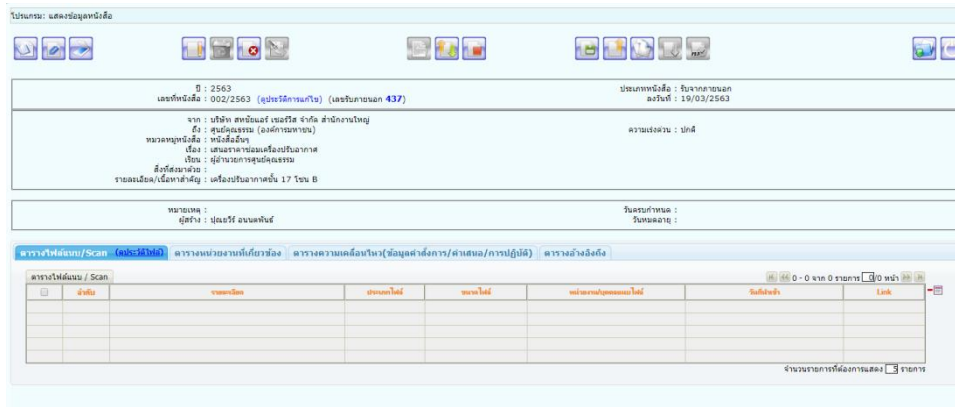 โปรแกรม: แสดงข้อมูลหนังสือ
ปี : 2563
ประเภทหนังสือ : รับจากภายนอก
เลขที่หนังสือ : 002/2563 (ดูประวัติการแก้ไข) (เลขรับภายนอก 437)
ลงวันที่ : 19/03/2563
จาก : บริษัท สหชัยแอร์ เซอร์วิส จำกัด สำนักงานใหญ่
ถึง : ศูนย์คุณธรรม (องค์การมหาชน)
ความเร่งด่วน : ปกติ
หมวดหมู่หนังสือ : หนังสืออื่นๆ
เรื่อง : เสนอราคาซ่อมเครื่องปรับอากาศ
เรียน : ผู้อำนวยการศูนย์คุณธรรม
สิ่งที่ส่งมาด้วย :
รายละเอียด/เนื้อหาสำคัญ : เครื่องปรับอากาศชั้น 17 โซน B
หมายเหตุ :
วันครบกำหนด :
ผู้สร้าง : ปุณยวีร์ อนนตพันธ์
วันหมดอายุ :
ตารางไฟล์แนบ/Scan (ดูประวัติไฟล์) ตารางหน่วยงานที่เกี่ยวข้อง ตารางความเคลื่อนไหว(ข้อมูลคำสั่งการ/คำเสนอ/การปฏิบัติ) ตารางอ้างอิงถึง
ตารางไฟล์แนบ / Scan
0 - 0 จาก 0 รายการ 0/0 หน้า
ลำดับ รายละเอียด ประเภทไฟล์ ขนาดไฟล์ หน่วยงาน/บุคคลแนบไฟล์ วันที่นำเข้า Link
จำนวนรายการที่ต้องการแสดง 5 รายการ